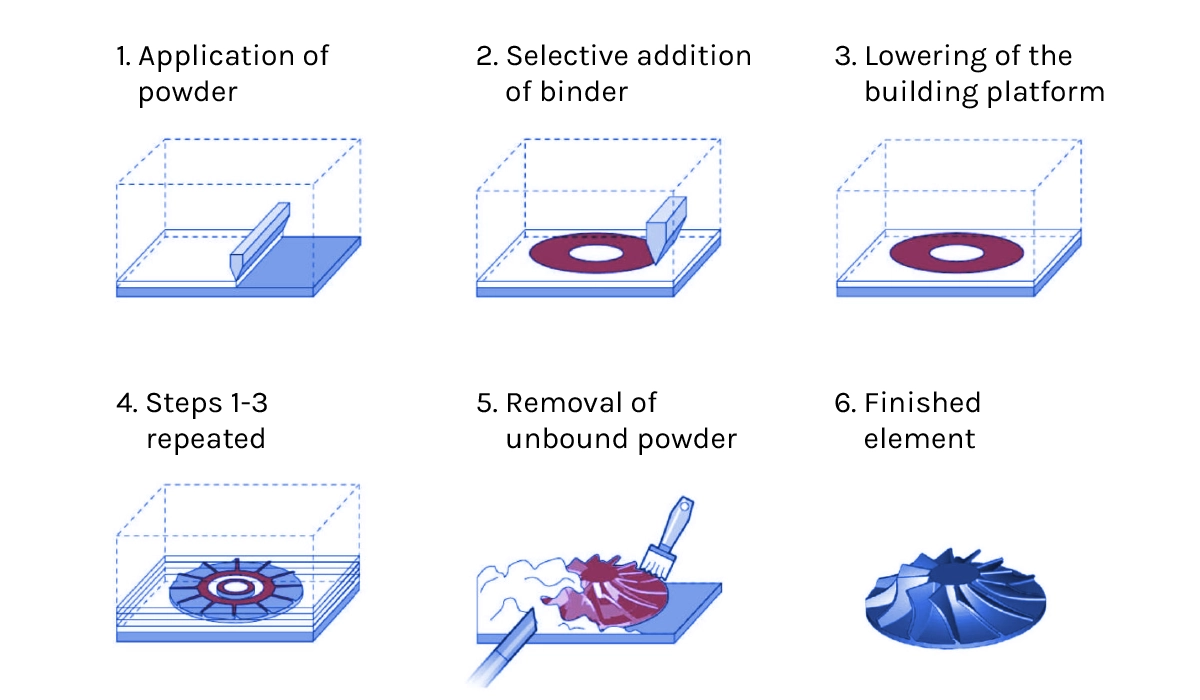 1. Application of
powder
2. Selective addition
of binder
3. Lowering of the
building platform
4. Steps 1-3
repeated
5. Removal of
unbound powder
6. Finished
element